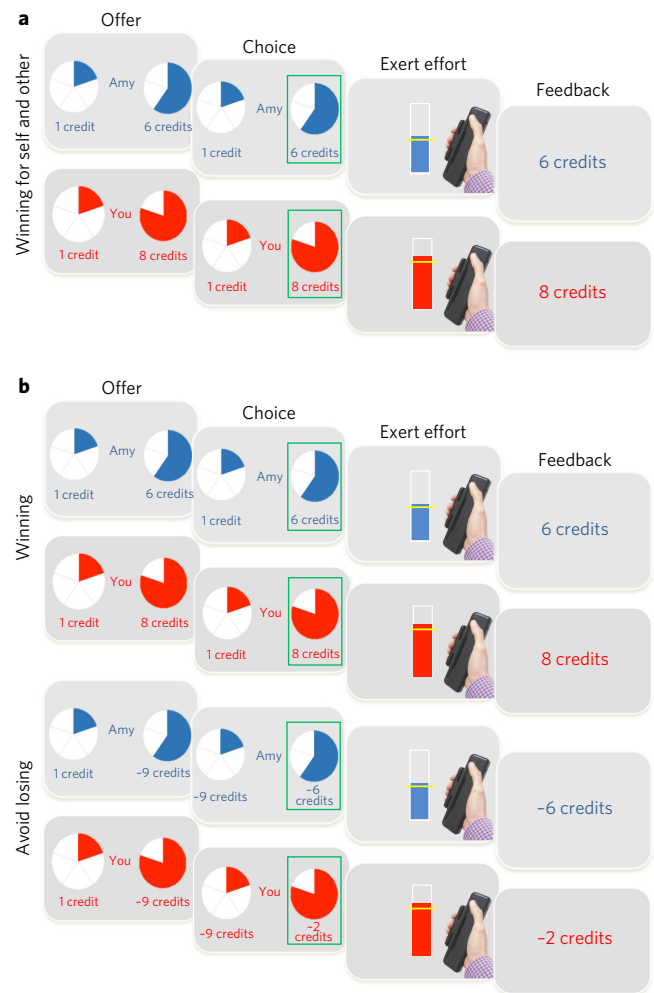 a
Offer
Choice
Exert effort
Feedback
Winning for self and other
Amy
1 credit
6 credits
Amy
1 credit
6 credits
6 credits
You
1 credit
8 credits
You
1 credit
8 credits
8 credits
b
Offer
Choice
Exert effort
Feedback
Winning
Amy
1 credit
6 credits
Amy
1 credit
6 credits
6 credits
You
1 credit
8 credits
You
1 credit
8 credits
8 credits
Avoid losing
Amy
1 credit
–9 credits
Amy
–9 credits
–6
credits
–6 credits
You
1 credit
–9 credits
You
–9 credits
–2
credits
–2 credits